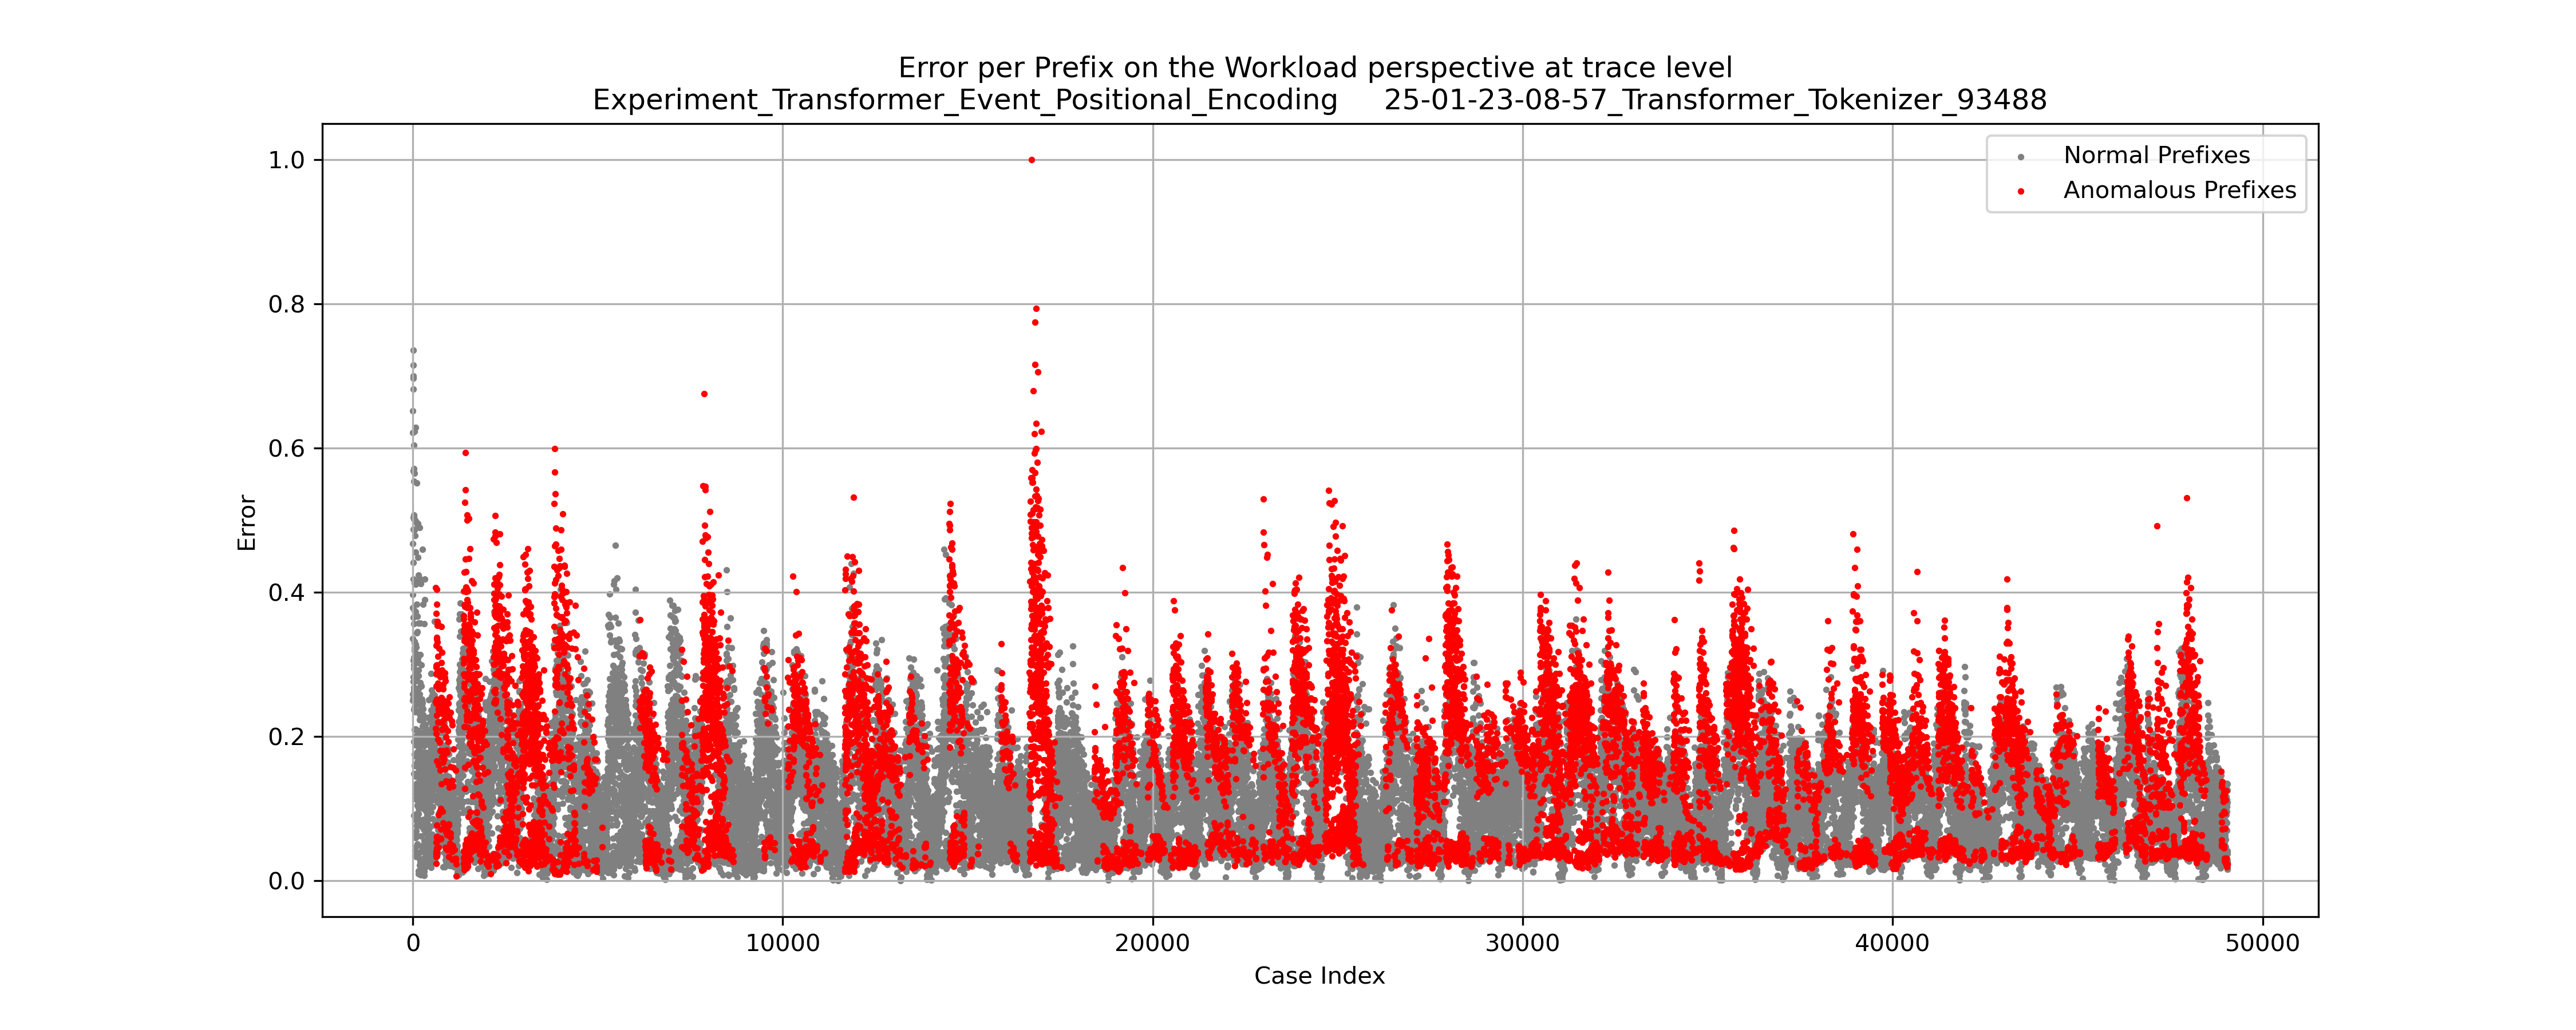 Error per Prefix on the Workload perspective at trace level
Experiment_Transformer_Event_Positional_Encoding     25-01-23-08-57_Transformer_Tokenizer_93488
Normal Prefixes
Anomalous Prefixes
1.0
0.8
0.6
0.4
0.2
0.0
Error
0
10000
20000
30000
40000
50000
Case Index